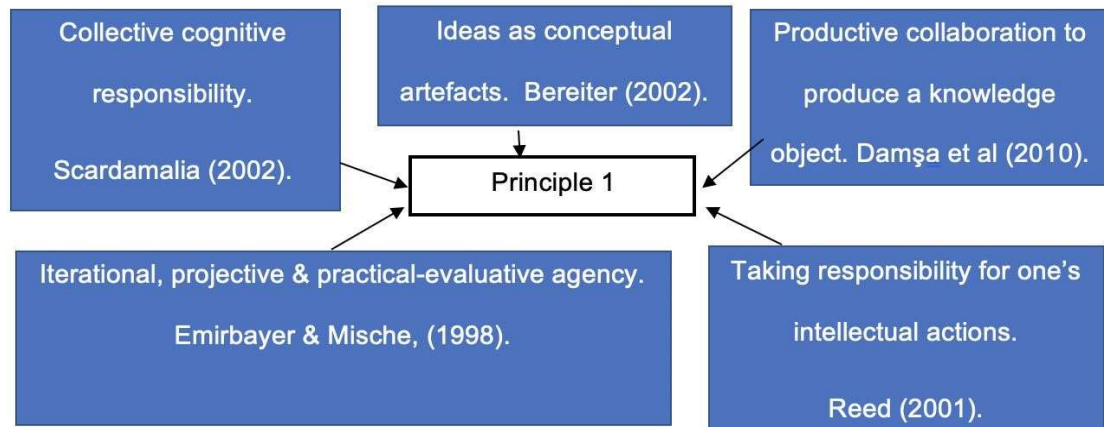 Collective cognitive
responsibility.
Scardamalia (2002).
Ideas as conceptual
artefacts.  Bereiter (2002).
Productive collaboration to
produce a knowledge
object. Damşa et al (2010).
Principle 1
Iterational, projective & practical-evaluative agency.
Emirbayer & Mische, (1998).
Taking responsibility for one’s
intellectual actions.
Reed (2001).